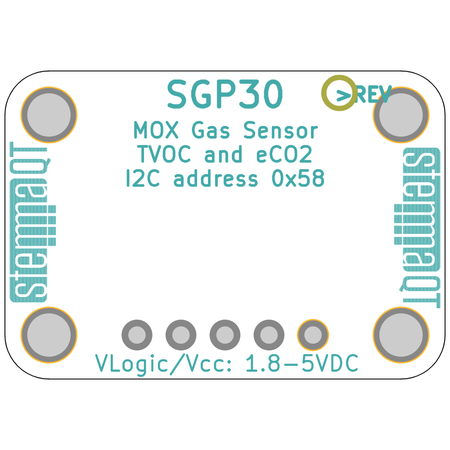 SGP30
>REV
MOX Gas Sensor
TVOC and eCO2
I2C address 0x58
stemmaQT
stemmaQT
VLogic/Vcc: 1.8-5VDC